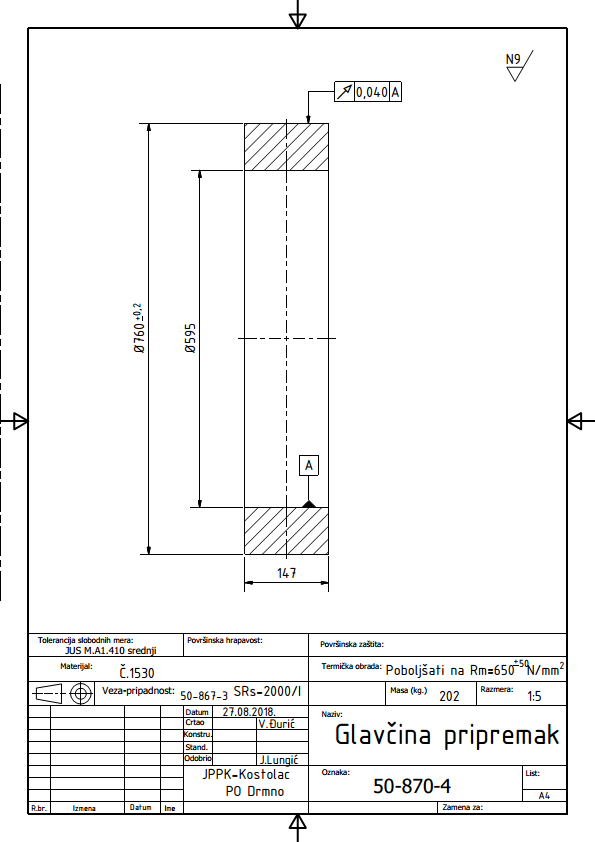 N9
0,040 A
Ø760±0,2
Ø595
A
147
Tolerancija slobodnih mera:
JUS M.A1.410 srednji
Površinska hrapavost:
Površinska zaštita:
Materijal:
Č.1530
Termička obrada: Poboljšati na Rm=650±50N/mm²
Veza-pripadnost: 50-867-3 SRs-2000/I
Masa (kg.) 202
Razmera: 1:5
Datum 27.08.2018.
Crtao V.Đurić
Konstru.
Stand.
Odobrio J.Lungić
Naziv:
Glavčina pripremak
JPPK-Kostolac
PO Drmno
Oznaka:
50-870-4
List:
A4
R.br. Izmena Datum Ime
Zamena za: